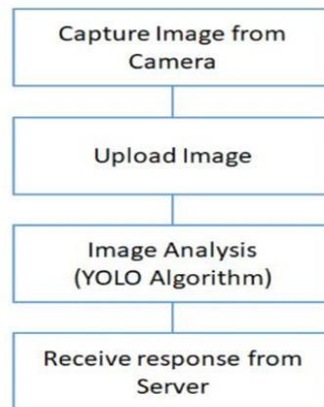 Capture Image from
Camera
Upload Image
Image Analysis
(YOLO Algorithm)
Receive response from
Server